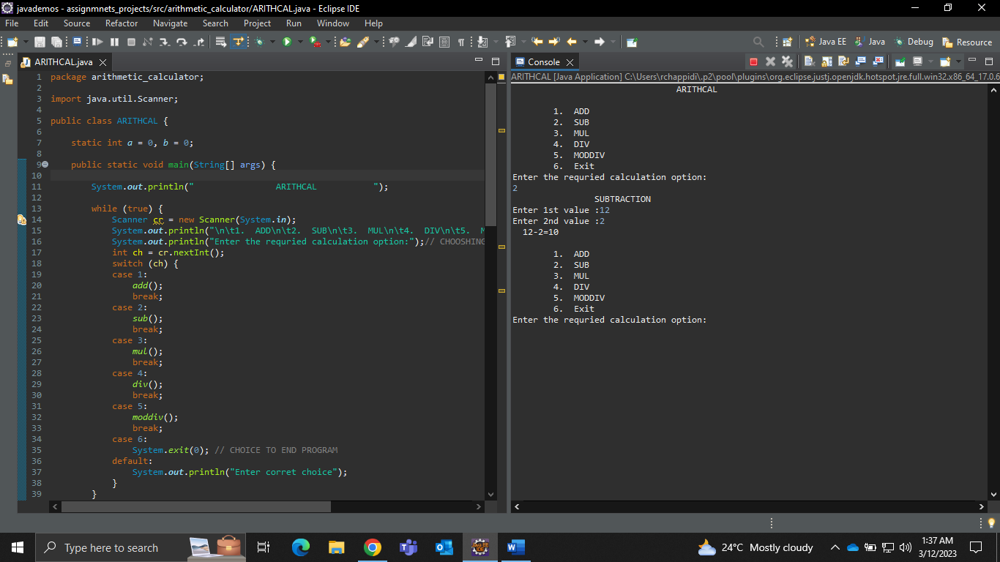 javademos - assignmnets_projects/src/arithmetic_calculator/ARITHCAL.java - Eclipse IDE
File Edit Source Refactor Navigate Search Project Run Window Help
Java EE Java Debug Resource
ARITHCAL.java
1 package arithmetic_calculator;
2
3 import java.util.Scanner;
4
5 public class ARITHCAL {
6
7 static int a = 0, b = 0;
8
9 public static void main(String[] args) {
10
11 System.out.println(" ARITHCAL ");
12
13 while (true) {
14 Scanner cr = new Scanner(System.in);
15 System.out.println("\n\t1. ADD\n\t2. SUB\n\t3. MUL\n\t4. DIV\n\t5. M
16 System.out.println("Enter the requried calculation option:");// CHOOSHING
17 int ch = cr.nextInt();
18 switch (ch) {
19 case 1:
20 add();
21 break;
22 case 2:
23 sub();
24 break;
25 case 3:
26 mul();
27 break;
28 case 4:
29 div();
30 break;
31 case 5:
32 moddiv();
33 break;
34 case 6:
35 System.exit(0); // CHOICE TO END PROGRAM
36 default:
37 System.out.println("Enter corret choice");
38 }
39 }
Console
ARITHCAL [Java Application] C:\Users\rchappidi\.p2\pool\plugins\org.eclipse.justj.openjdk.hotspot.jre.full.win32.x86_64_17.0.6
ARITHCAL
1. ADD
2. SUB
3. MUL
4. DIV
5. MODDIV
6. Exit
Enter the requried calculation option:
2
SUBTRACTION
Enter 1st value :12
Enter 2nd value :2
12-2=10
1. ADD
2. SUB
3. MUL
4. DIV
5. MODDIV
6. Exit
Enter the requried calculation option:
Type here to search
24°C Mostly cloudy
1:37 AM
3/12/2023